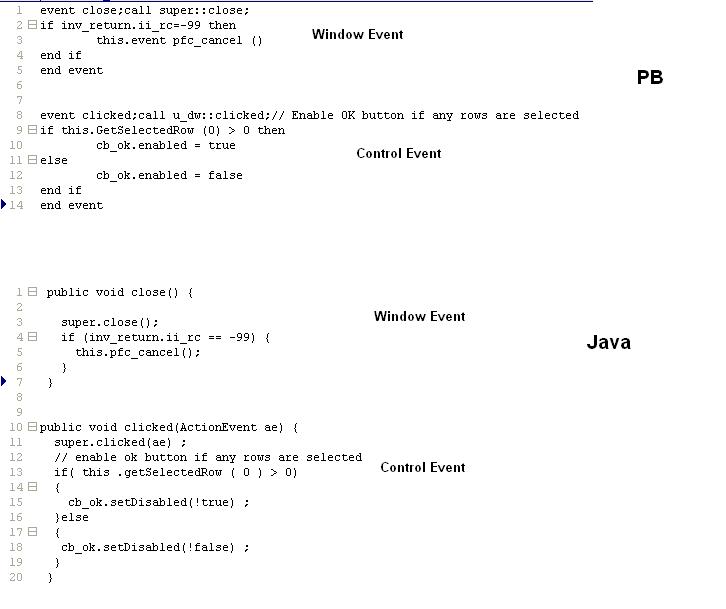 1 event close;call super::close;
2 if inv_return.ii_rc=-99 then
Window Event
3 this.event pfc_cancel ()
4 end if
5 end event
PB
6
7
8 event clicked;call u_dw::clicked;// Enable OK button if any rows are selected
9 if this.GetSelectedRow (0) > 0 then
10 cb_ok.enabled = true
Control Event
11 else
12 cb_ok.enabled = false
13 end if
14 end event
1 public void close() {
2
Window Event
3 super.close();
4 if (inv_return.ii_rc == -99) {
Java
5 this.pfc_cancel();
6 }
7 }
8
9
10 public void clicked(ActionEvent ae) {
11 super.clicked(ae) ;
12 // enable ok button if any rows are selected
Control Event
13 if( this .getSelectedRow ( 0 ) > 0)
14 {
15 cb_ok.setDisabled(!true) ;
16 }else
17 {
18 cb_ok.setDisabled(!false) ;
19 }
20 }